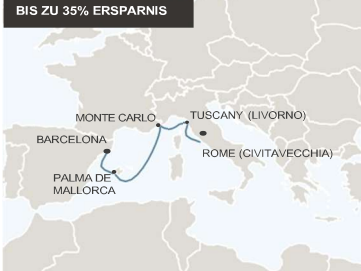 BIS ZU 35% ERSPARNIS
MONTE CARLO
TUSCANY (LIVORNO)
BARCELONA
ROME (CIVITAVECCHIA)
PALMA DE
MALLORCA